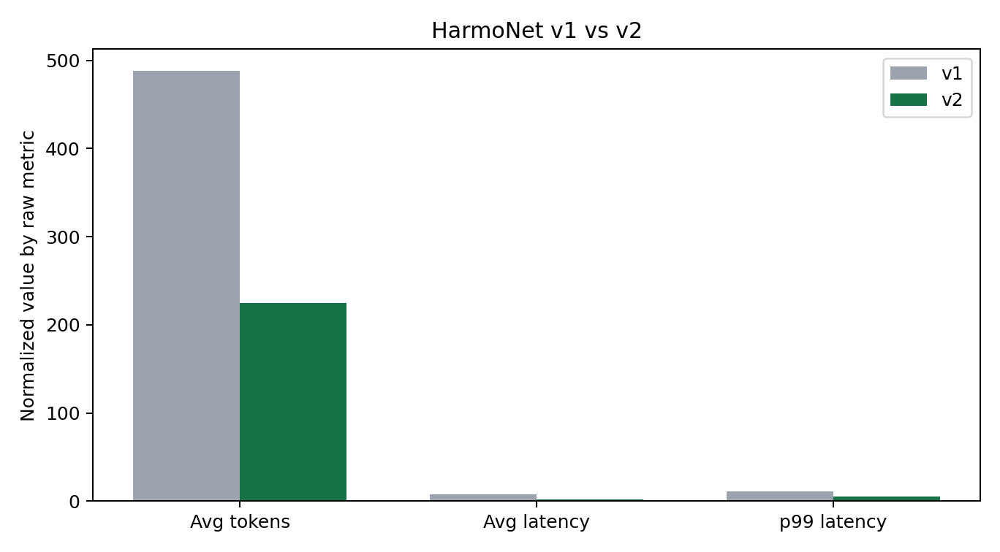 HarmoNet v1 vs v2
v1
v2
Normalized value by raw metric
500
400
300
200
100
0
Avg tokens
Avg latency
p99 latency